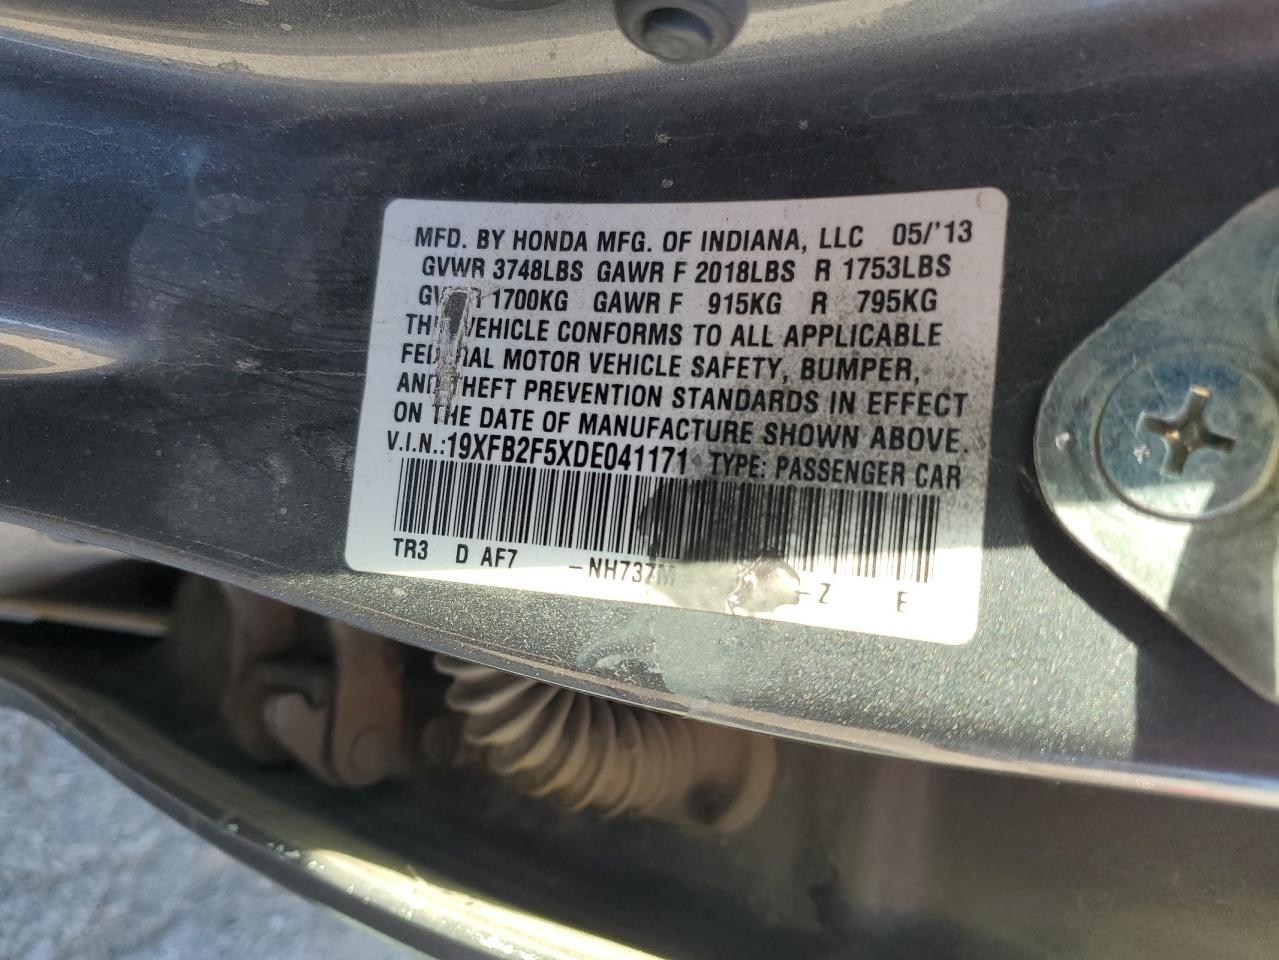 MFD. BY HONDA MFG. OF INDIANA, LLC 05/'13
GVWR 3748LBS GAWR F 2018LBS R 1753LBS
1700KG GAWR F 915KG R 795KG
VEHICLE CONFORMS TO ALL APPLICABLE
MOTOR VEHICLE SAFETY, BUMPER,
THEFT PREVENTION STANDARDS IN EFFECT
ON THE DATE OF MANUFACTURE SHOWN ABOVE.
V.I.N.:19XFB2F5XDE041171 TYPE: PASSENGER CAR
TR3 D AF7 -NH737M -Z E